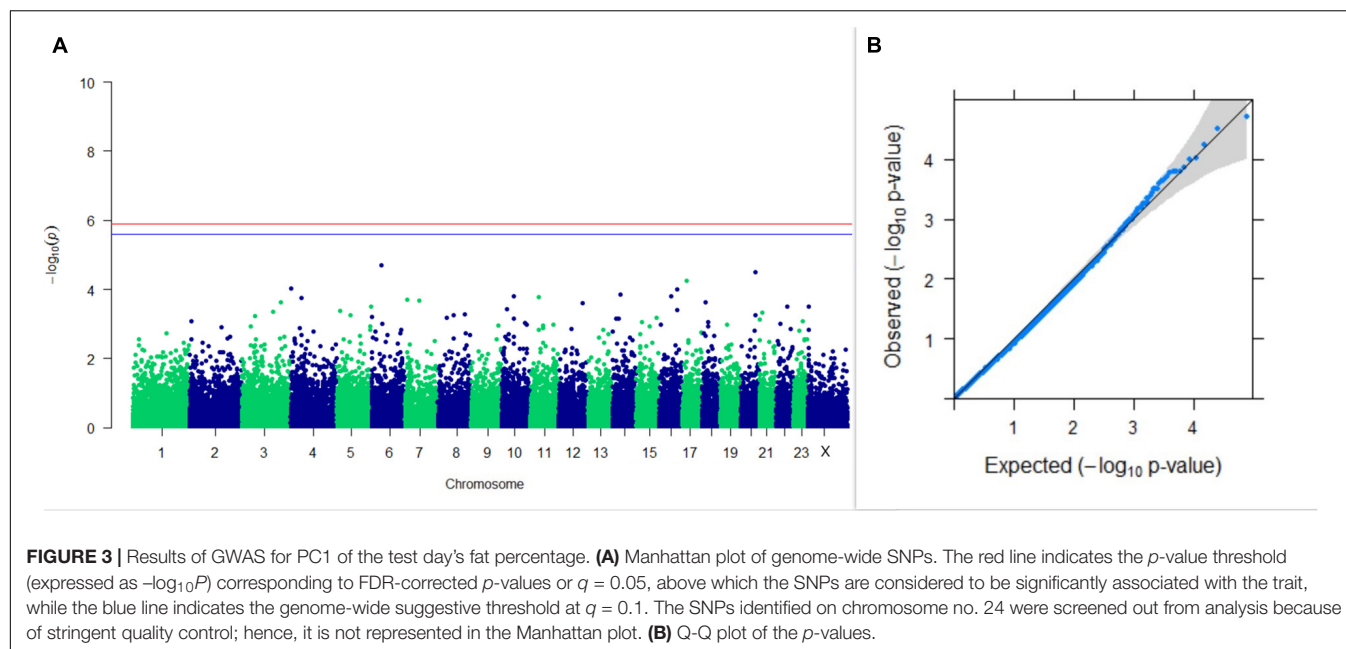 A
10
8
6
4
2
0
−log10(p)
1 2 3 4 5 6 7 8 9 10 11 12 13 15 17 19 21 23 X
Chromosome
B
Observed (−log10 p-value)
4
3
2
1
1 2 3 4
Expected (−log10 p-value)
FIGURE 3 | Results of GWAS for PC1 of the test day's fat percentage. (A) Manhattan plot of genome-wide SNPs. The red line indicates the p-value threshold
(expressed as –log10P) corresponding to FDR-corrected p-values or q = 0.05, above which the SNPs are considered to be significantly associated with the trait,
while the blue line indicates the genome-wide suggestive threshold at q = 0.1. The SNPs identified on chromosome no. 24 were screened out from analysis because
of stringent quality control; hence, it is not represented in the Manhattan plot. (B) Q-Q plot of the p-values.